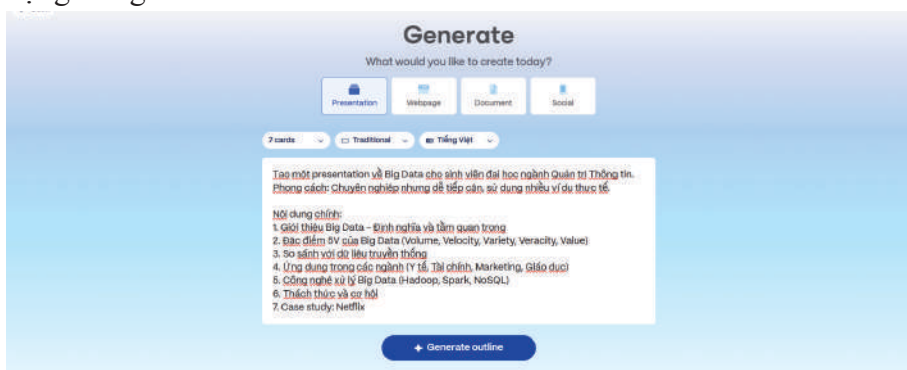 Generate
What would you like to create today?
Presentation Webpage Document Social
7 cards Traditional Tiếng Việt
Tạo một presentation về Big Data cho sinh viên đại học ngành Quản trị Thông tin.
Phong cách: Chuyên nghiệp nhưng dễ tiếp cận, sử dụng nhiều ví dụ thực tế.
Nội dung chính:
1. Giới thiệu Big Data - Định nghĩa và tầm quan trọng
2. Đặc điểm 5V của Big Data (Volume, Velocity, Variety, Veracity, Value)
3. So sánh với dữ liệu truyền thống
4. Ứng dụng trong các ngành (Y tế, Tài chính, Marketing, Giáo dục)
5. Công nghệ xử lý Big Data (Hadoop, Spark, NoSQL)
6. Thách thức và cơ hội
7. Case study: Netflix
Generate outline